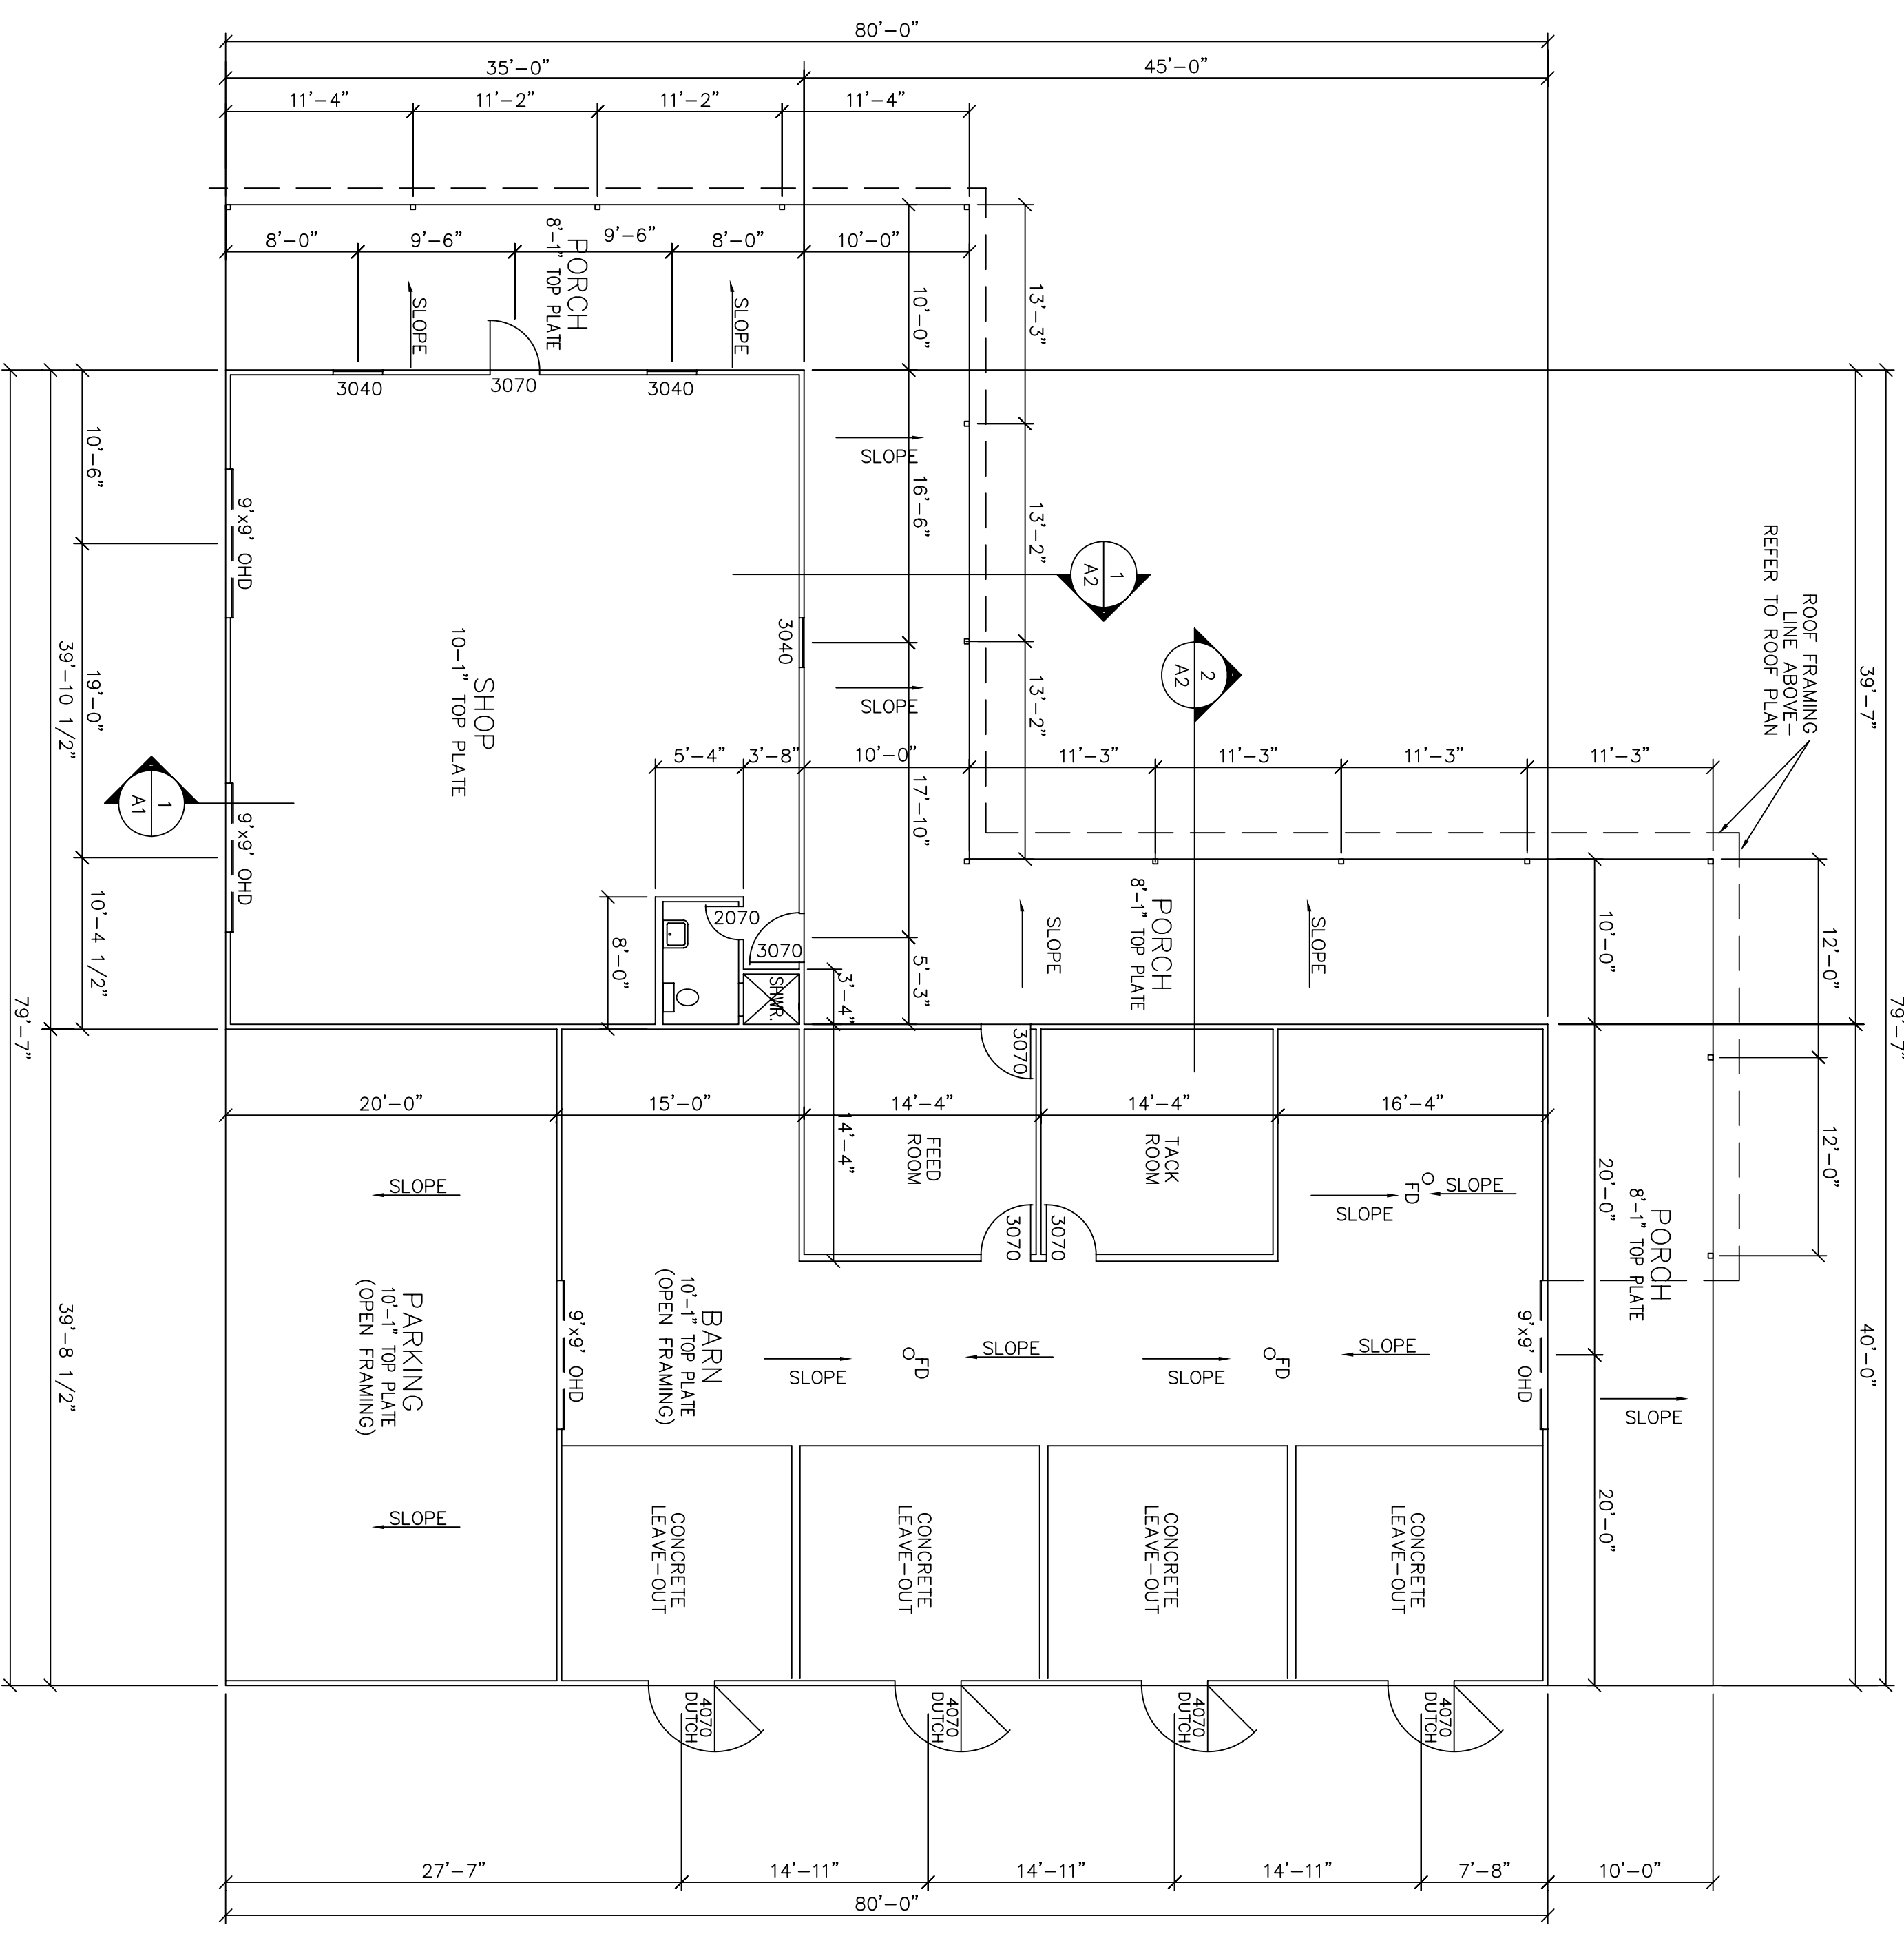 80'-0"
35'-0"
45'-0"
11'-4"
11'-2"
11'-2"
11'-4"
8'-0"
9'-6"
9'-6"
8'-0"
10'-0"
PORCH
8'-1" TOP PLATE
SLOPE
SLOPE
10'-0"
13'-3"
3040
3070
3040
10'-6"
9'x9' OHD
SLOPE
16'-6"
13'-2"
1
A2
ROOF FRAMING
LINE ABOVE-
REFER TO ROOF PLAN
39'-7"
79'-7"
3040
SHOP
10-1" TOP PLATE
2
A2
SLOPE
13'-2"
19'-0"
39'-10 1/2"
79'-7"
1
A1
9'x9' OHD
5'-4"
3'-8"
10'-0"
11'-3"
11'-3"
11'-3"
11'-3"
17'-10"
10'-4 1/2"
8'-0"
2070
3070
SHWR.
3'-4"
5'-3"
SLOPE
PORCH
8'-1" TOP PLATE
SLOPE
10'-0"
12'-0"
3070
20'-0"
15'-0"
14'-4"
14'-4"
16'-4"
14'-4"
FEED
ROOM
TACK
ROOM
SLOPE
FD
SLOPE
SLOPE
20'-0"
12'-0"
PORCH
8'-1" TOP PLATE
3070
3070
PARKING
10'-1" TOP PLATE
(OPEN FRAMING)
9'x9' OHD
BARN
10'-1" TOP PLATE
(OPEN FRAMING)
SLOPE
FD
SLOPE
SLOPE
FD
SLOPE
9'x9' OHD
SLOPE
40'-0"
39'-8 1/2"
SLOPE
CONCRETE
LEAVE-OUT
CONCRETE
LEAVE-OUT
CONCRETE
LEAVE-OUT
CONCRETE
LEAVE-OUT
20'-0"
4070
DUTCH
4070
DUTCH
4070
DUTCH
4070
DUTCH
27'-7"
14'-11"
14'-11"
14'-11"
7'-8"
10'-0"
80'-0"